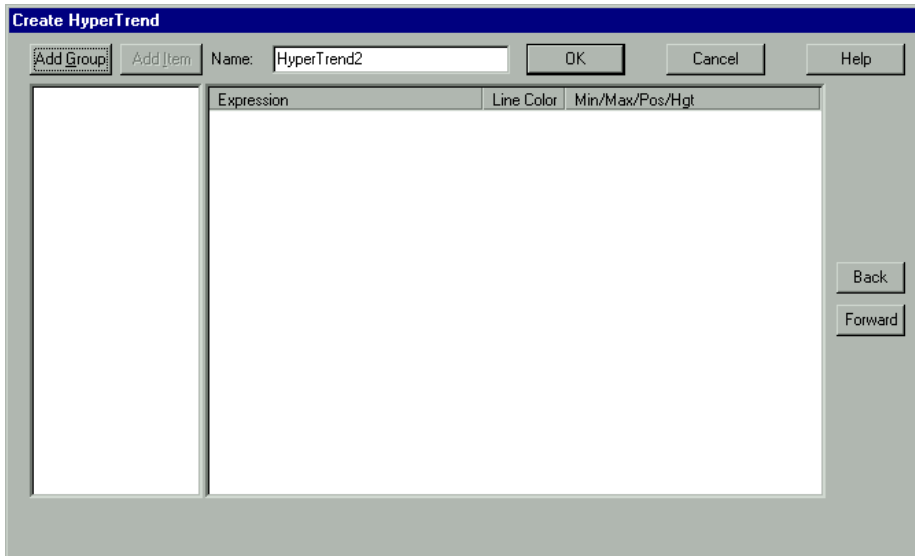 Create HyperTrend
Add Group Add Item Name: HyperTrend2 OK Cancel Help
Expression Line Color Min/Max/Pos/Hgt
Back
Forward